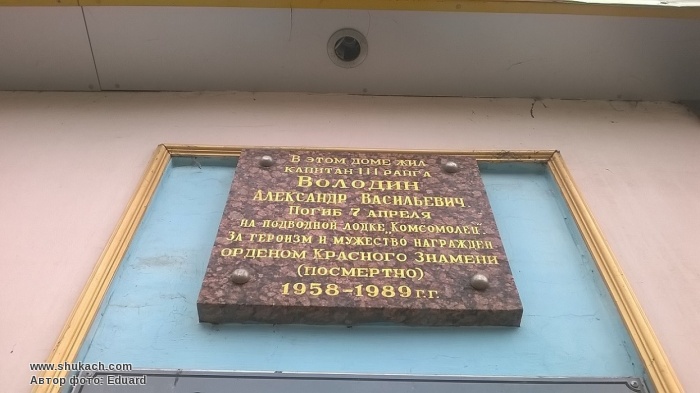 В этом доме жил
капитан III ранга
Володин
Александр Васильевич.
Погиб 7 апреля
на подводной лодке „Комсомолец".
За героизм и мужество награжден
орденом Красного Знамени
(посмертно)
1958-1989 г.г.
www.shukach.com
Автор фото: Eduard